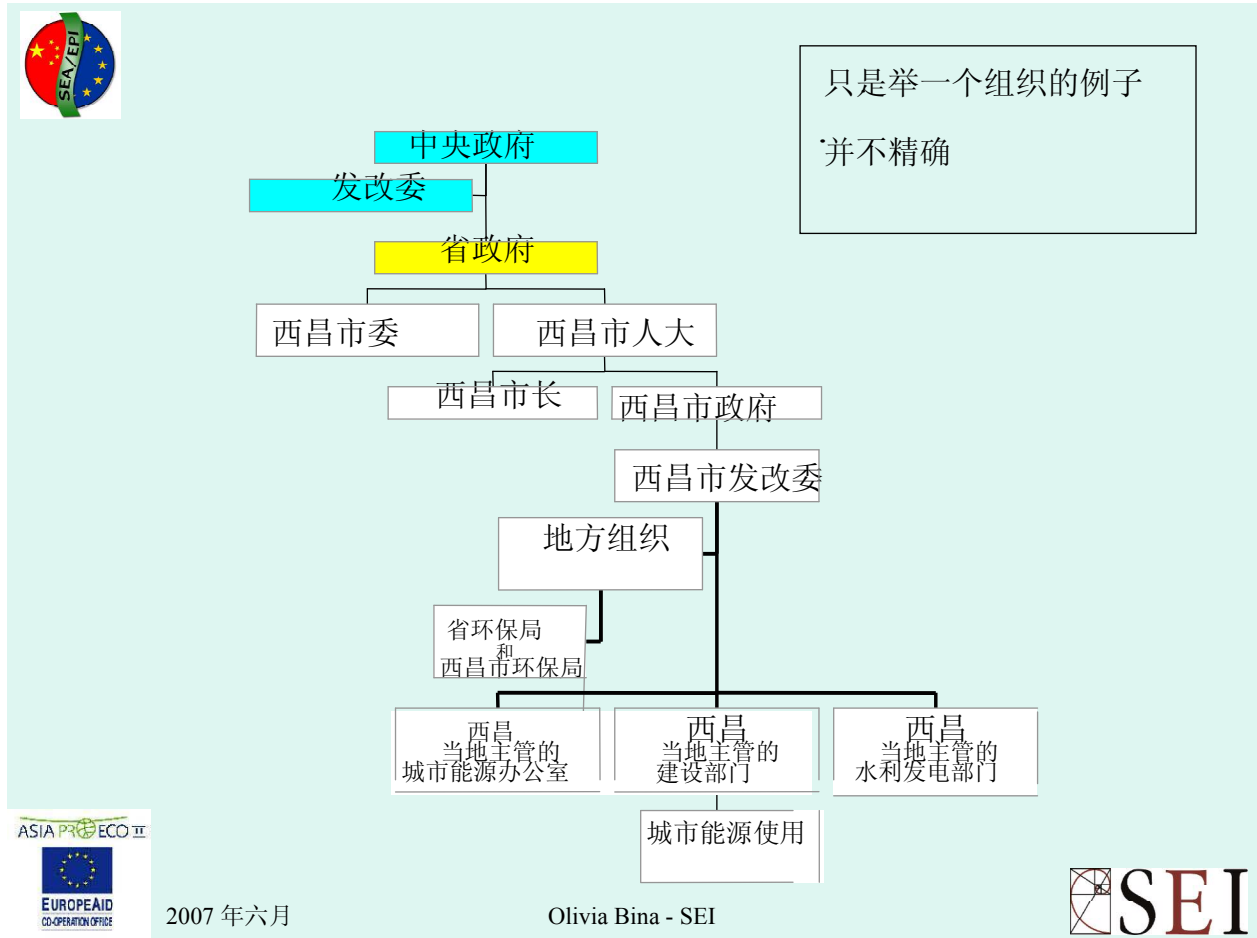 SEA/EPI
只是举一个组织的例子
·并不精确
中央政府
发改委
省政府
西昌市委
西昌市人大
西昌市长
西昌市政府
西昌市发改委
地方组织
省环保局
和
西昌市环保局
西昌
当地主管的
城市能源办公室
西昌
当地主管的
建设部门
西昌
当地主管的
水利发电部门
城市能源使用
ASIA PRO ECO II
EUROPEAID
CO-OPERATION OFFICE
2007 年六月
Olivia Bina - SEI
SEI